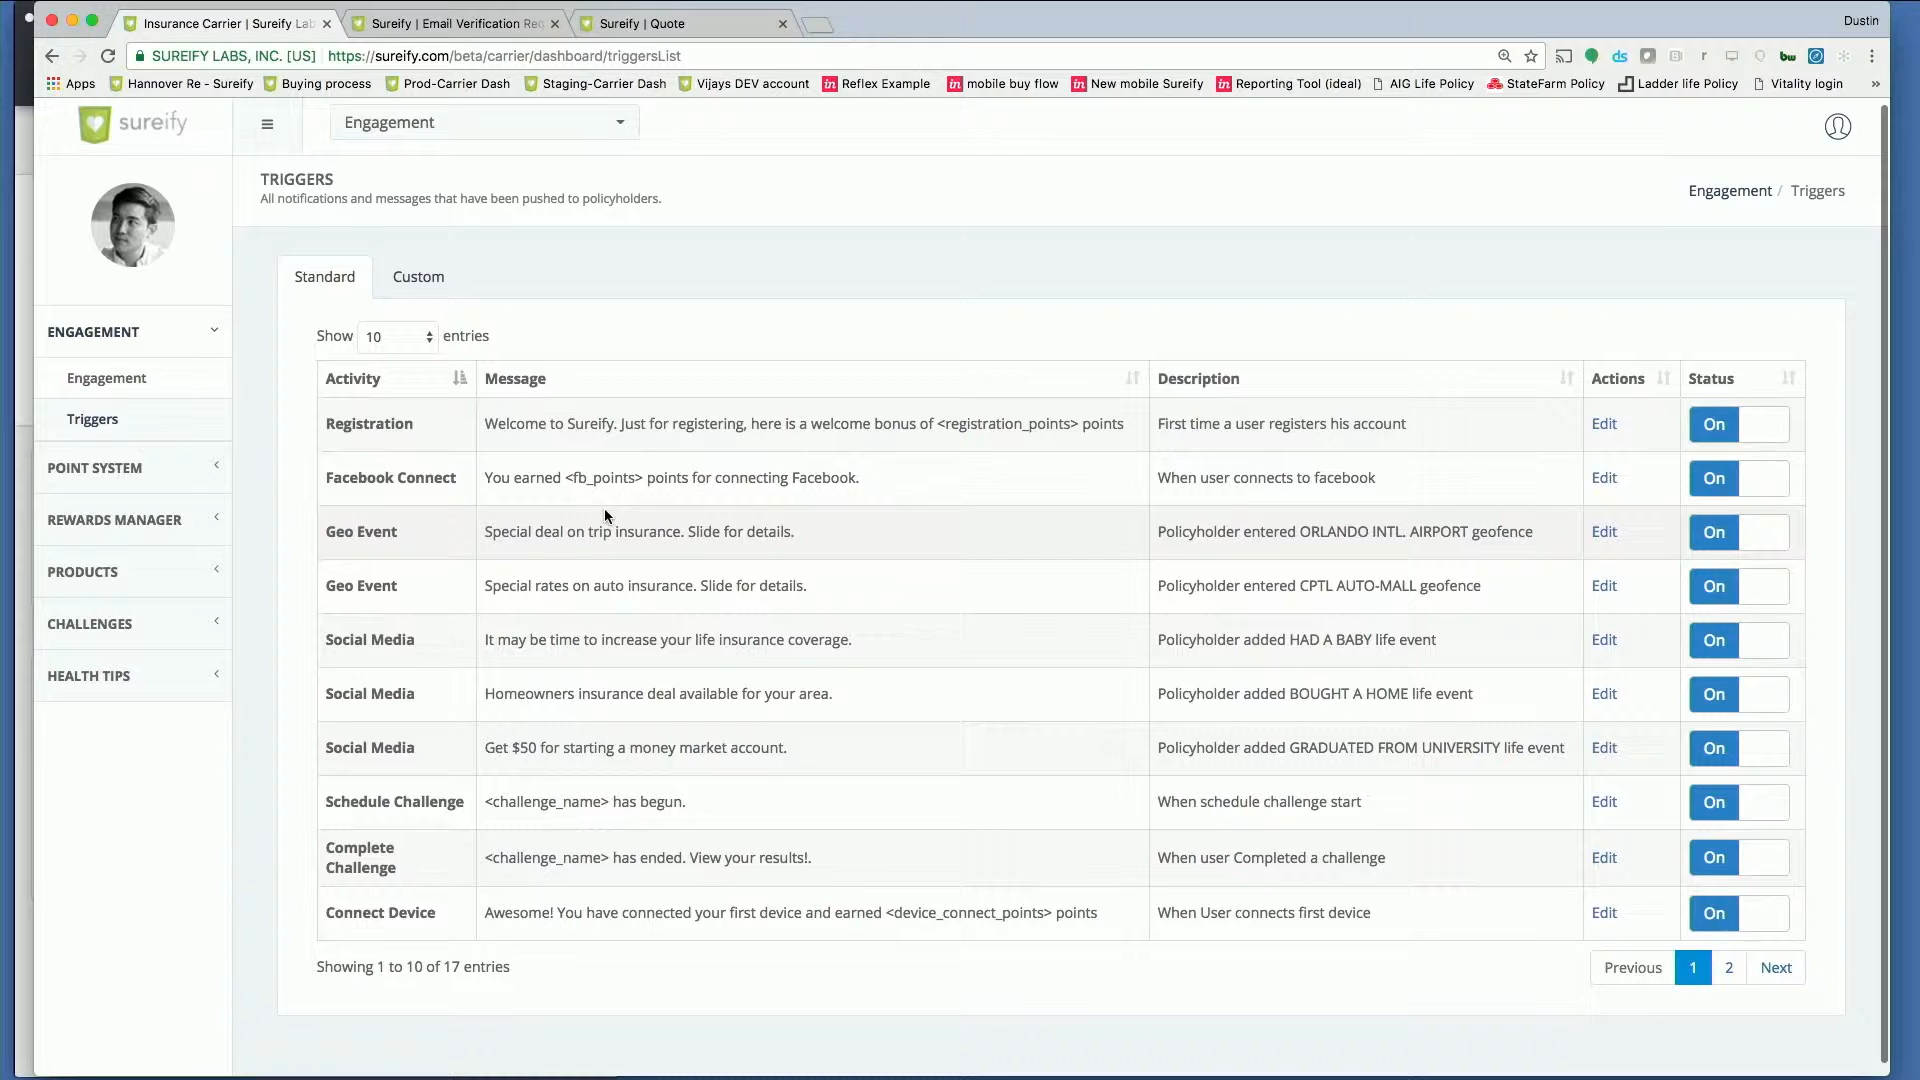 Insurance Carrier | Sureify Lab
Sureify | Email Verification Req
Sureify | Quote
Dustin
SUREIFY LABS, INC. [US]
https://sureify.com/beta/carrier/dashboard/triggersList
Apps
Hannover Re - Sureify
Buying process
Prod-Carrier Dash
Staging-Carrier Dash
Vijays DEV account
Reflex Example
mobile buy flow
New mobile Sureify
Reporting Tool (ideal)
AIG Life Policy
StateFarm Policy
Ladder life Policy
Vitality login
»
sureify
Engagement
TRIGGERS
All notifications and messages that have been pushed to policyholders.
Engagement / Triggers
ENGAGEMENT
Engagement
Triggers
POINT SYSTEM
REWARDS MANAGER
PRODUCTS
CHALLENGES
HEALTH TIPS
Standard
Custom
Show 10 entries
Activity Message Description Actions Status
Registration Welcome to Sureify. Just for registering, here is a welcome bonus of <registration_points> points First time a user registers his account Edit On
Facebook Connect You earned <fb_points> points for connecting Facebook. When user connects to facebook Edit On
Geo Event Special deal on trip insurance. Slide for details. Policyholder entered ORLANDO INTL. AIRPORT geofence Edit On
Geo Event Special rates on auto insurance. Slide for details. Policyholder entered CPTL AUTO-MALL geofence Edit On
Social Media It may be time to increase your life insurance coverage. Policyholder added HAD A BABY life event Edit On
Social Media Homeowners insurance deal available for your area. Policyholder added BOUGHT A HOME life event Edit On
Social Media Get $50 for starting a money market account. Policyholder added GRADUATED FROM UNIVERSITY life event Edit On
Schedule Challenge <challenge_name> has begun. When schedule challenge start Edit On
Complete Challenge <challenge_name> has ended. View your results!. When user Completed a challenge Edit On
Connect Device Awesome! You have connected your first device and earned <device_connect_points> points When User connects first device Edit On
Showing 1 to 10 of 17 entries
Previous 1 2 Next